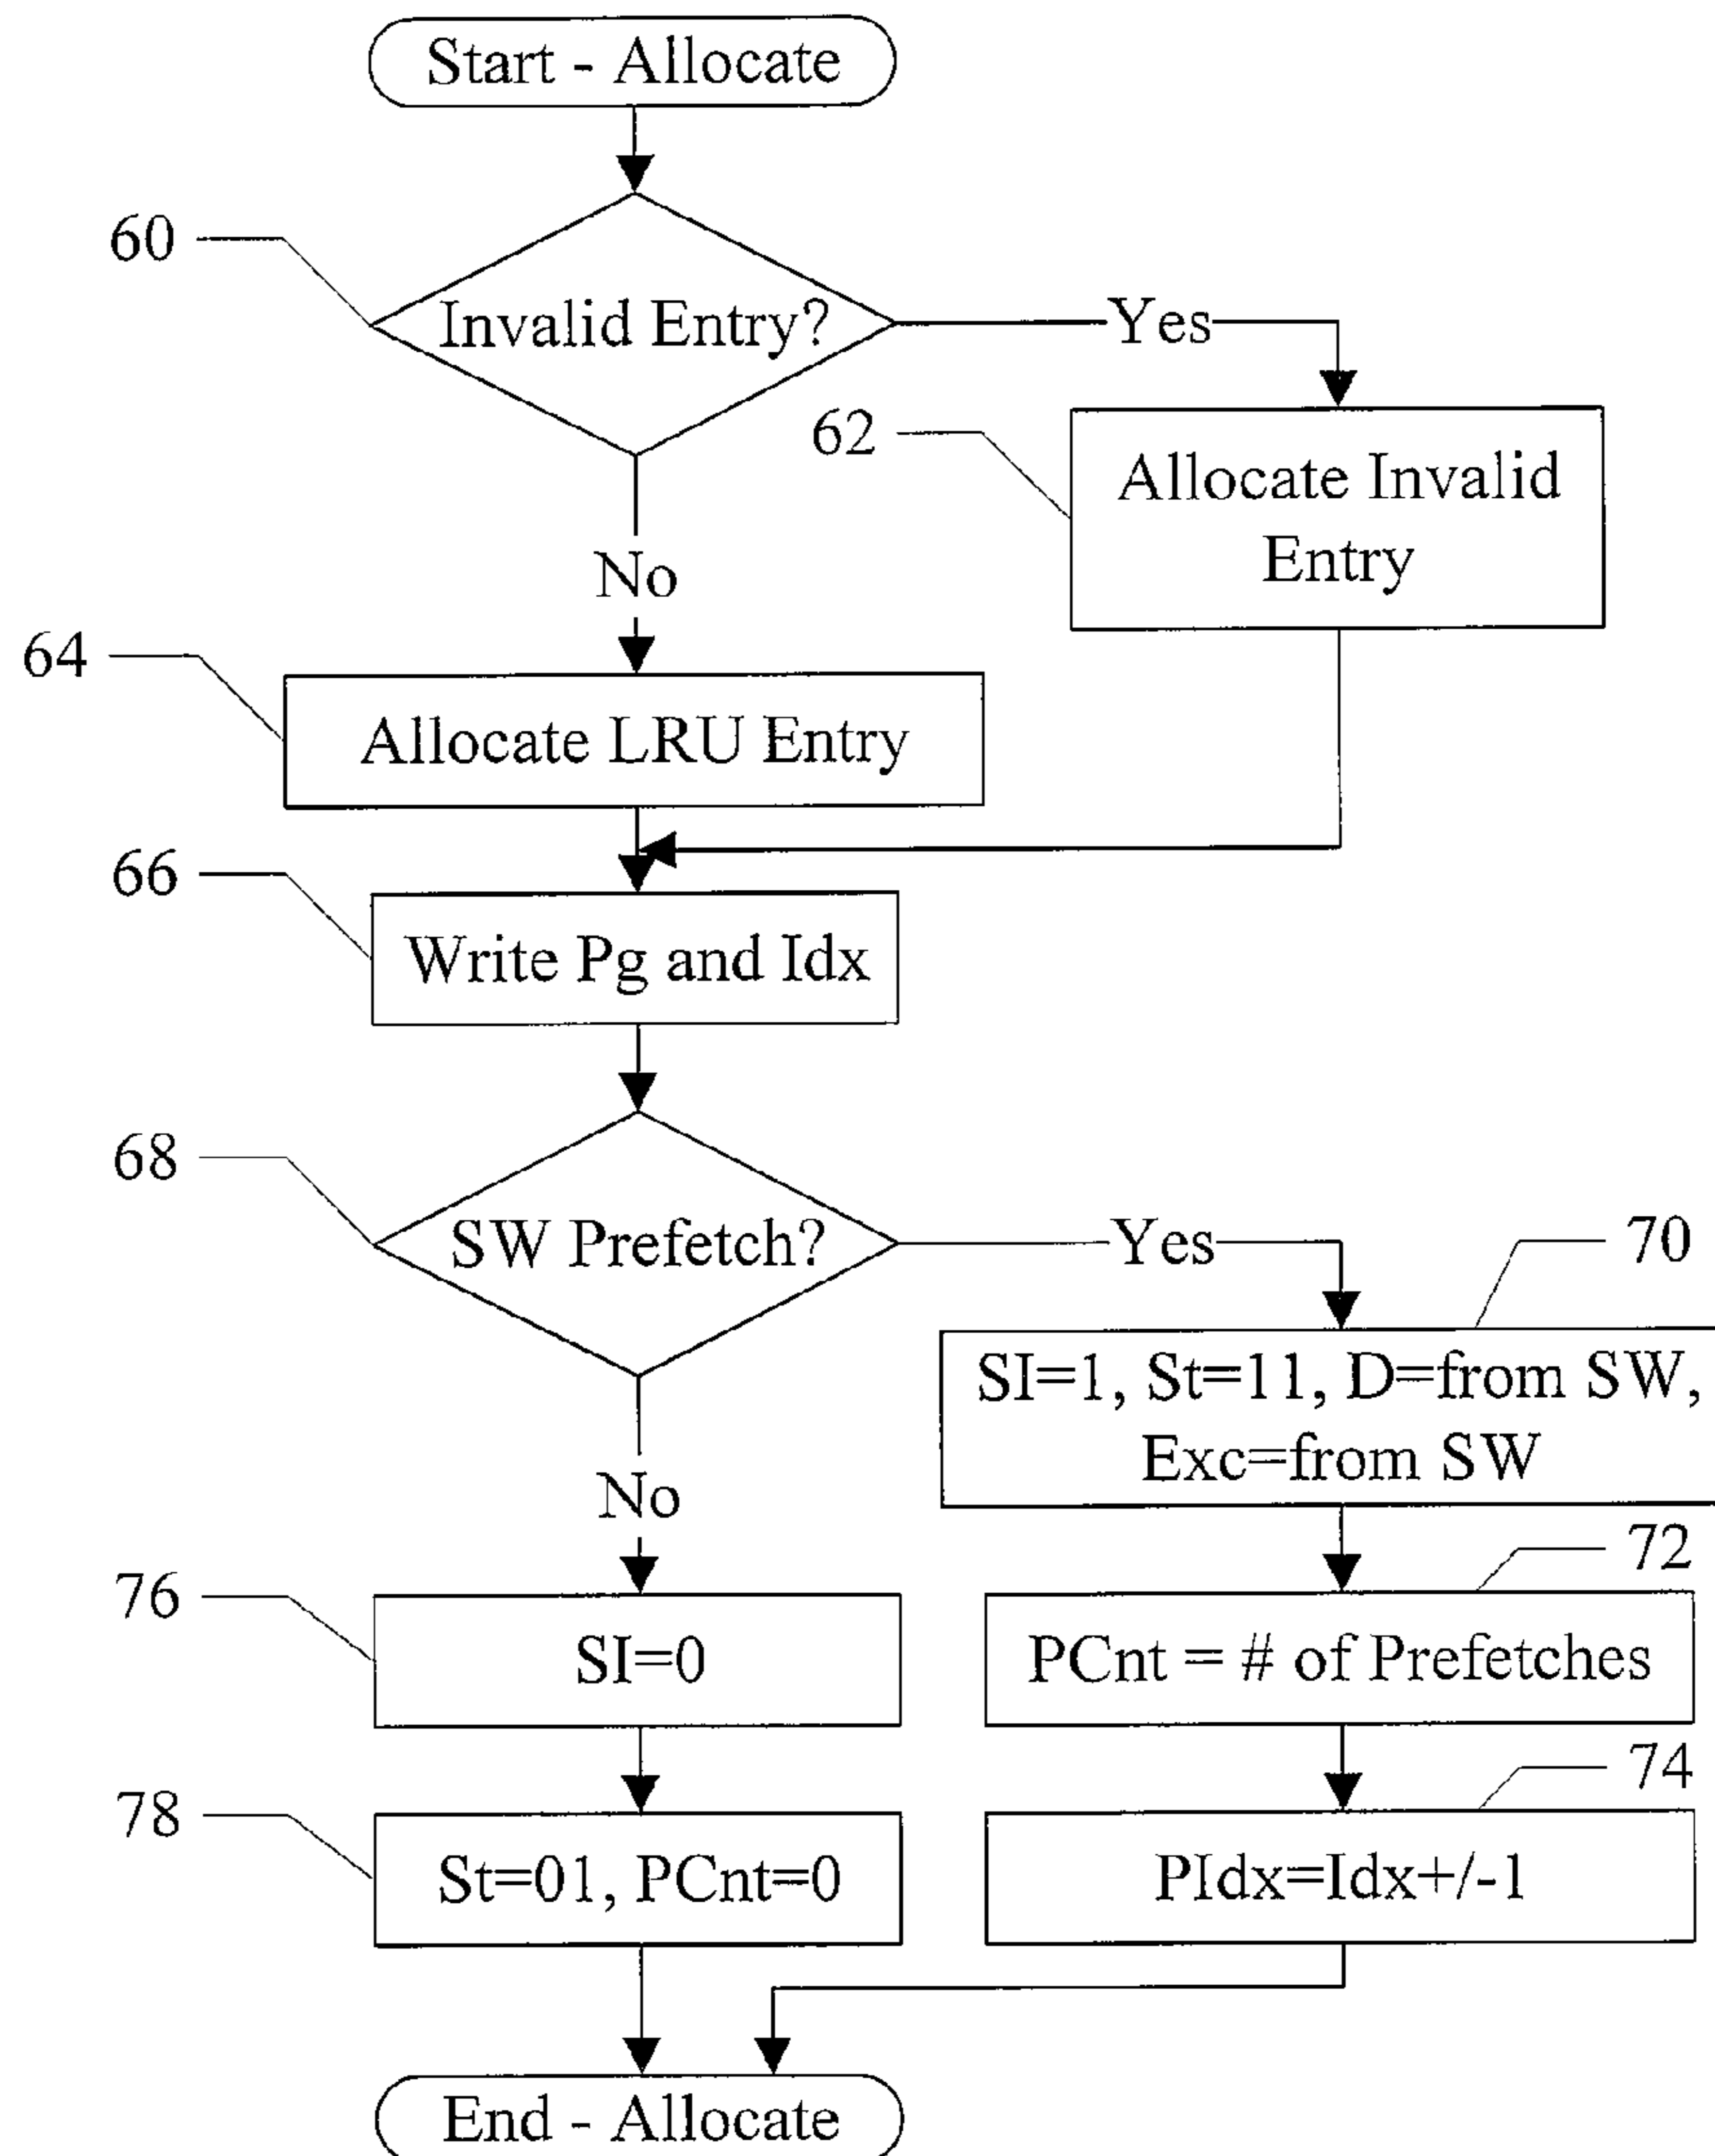 Start - Allocate
60
Invalid Entry?
Yes
62
Allocate Invalid
Entry
No
64
Allocate LRU Entry
66
Write Pg and Idx
68
SW Prefetch?
Yes
70
SI=1, St=11, D=from SW,
Exc=from SW
No
72
76
SI=0
PCnt = # of Prefetches
74
78
St=01, PCnt=0
PIdx=Idx+/-1
End - Allocate